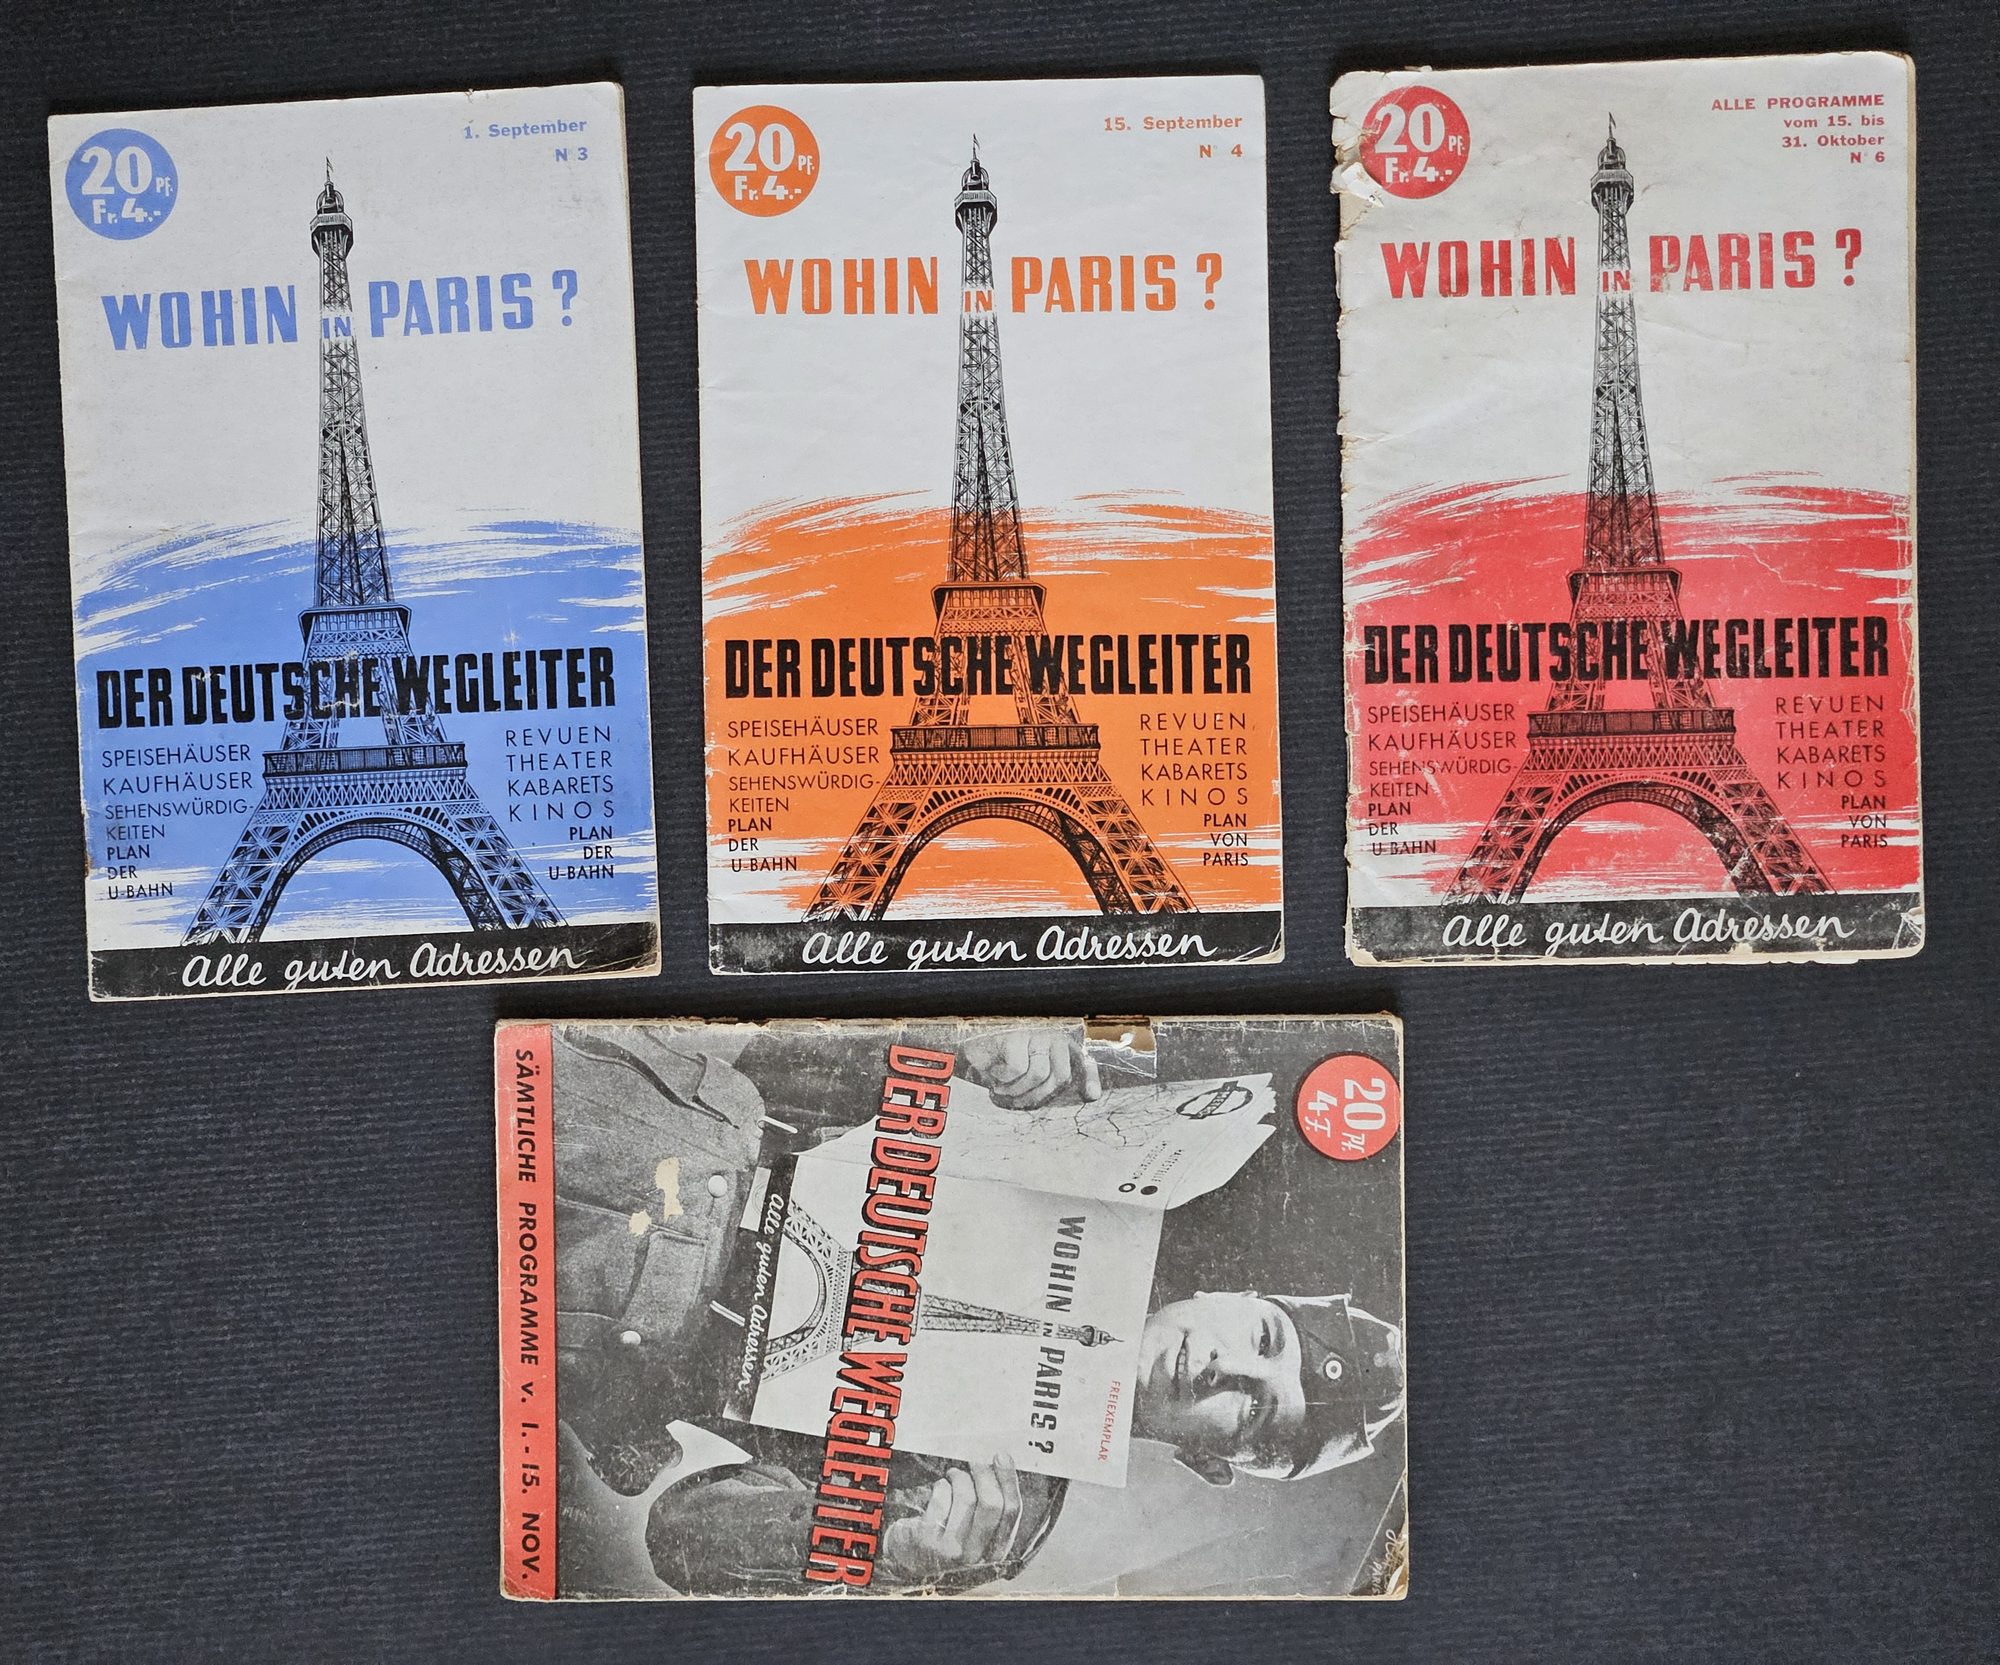 20 Pf.
Fr. 4.-
1. September
N° 3
WOHIN IN PARIS ?
DER DEUTSCHE WEGLEITER
SPEISEHÄUSER
KAUFHÄUSER
SEHENSWÜRDIG-
KEITEN
PLAN
DER
U-BAHN
REVUEN
THEATER
KABARETS
KINOS
PLAN
DER
U-BAHN
Alle guten Adressen
20 Pf.
Fr. 4.-
15. September
N° 4
WOHIN IN PARIS ?
DER DEUTSCHE WEGLEITER
SPEISEHÄUSER
KAUFHÄUSER
SEHENSWÜRDIG-
KEITEN
PLAN
DER
U-BAHN
REVUEN
THEATER
KABARETS
KINOS
PLAN
VON
PARIS
Alle guten Adressen
20 Pf.
Fr. 4.-
ALLE PROGRAMME
vom 15. bis
31. Oktober
N° 6
WOHIN IN PARIS ?
DER DEUTSCHE WEGLEITER
SPEISEHÄUSER
KAUFHÄUSER
SEHENSWÜRDIG-
KEITEN
PLAN
DER
U-BAHN
REVUEN
THEATER
KABARETS
KINOS
PLAN
VON
PARIS
Alle guten Adressen
20 Pf.
4 F.
FREIEXEMPLAR
WOHIN IN PARIS ?
DER DEUTSCHE WEGLEITER
Alle guten Adressen
SÄMTLICHE PROGRAMME v. 1.-15. NOV.